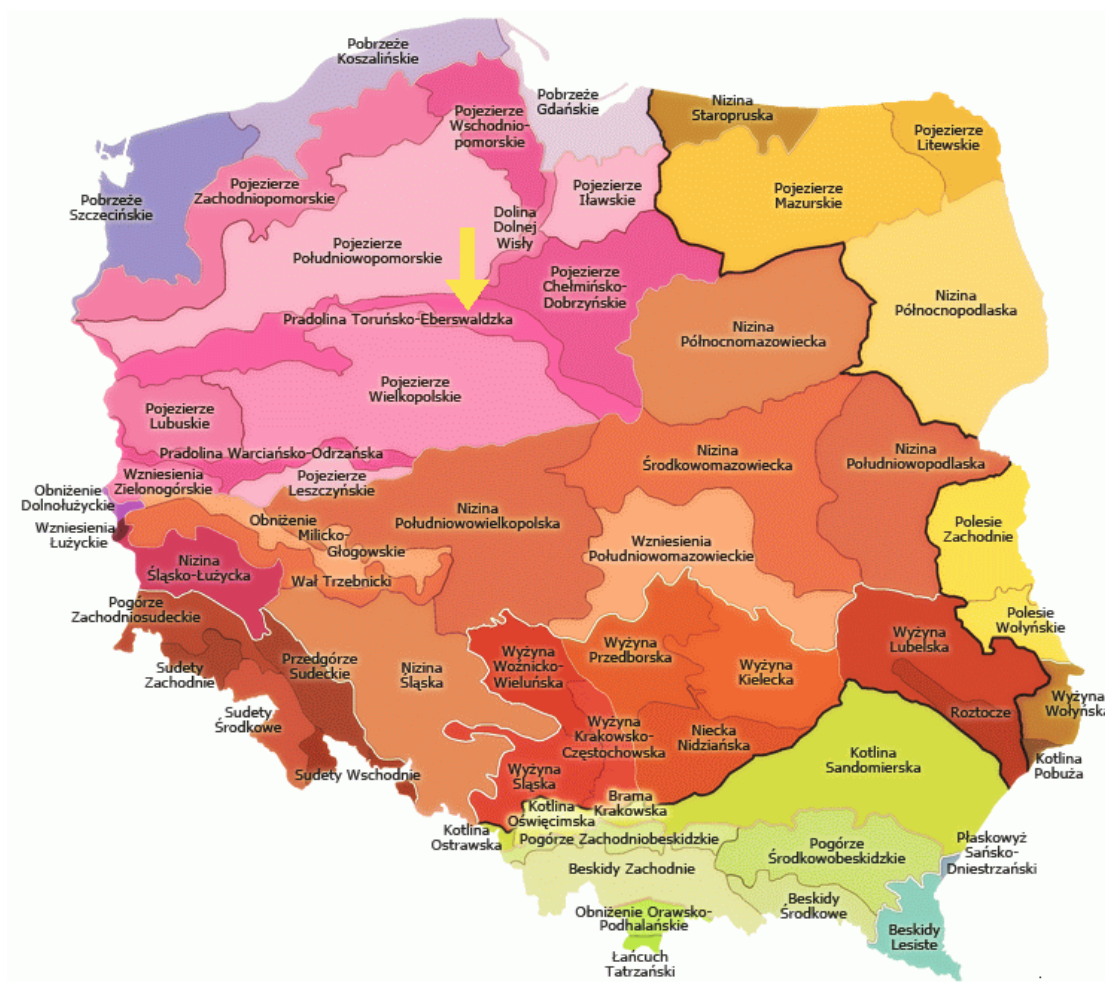 Pobrzeże
Koszalińskie
Pobrzeże
Gdańskie
Nizina
Staropruska
Pojezierze
Wschodnio-
pomorskie
Pojezierze
Litewskie
Pojezierze
Zachodniopomorskie
Pojezierze
Iławskie
Pojezierze
Mazurskie
Pobrzeże
Szczecińskie
Dolina
Dolnej
Wisły
Pojezierze
Południowopomorskie
Pojezierze
Chełmińsko-
Dobrzyńskie
Nizina
Północnopodlaska
Pradolina Toruńsko-Eberswaldzka
Nizina
Północnomazowiecka
Pojezierze
Wielkopolskie
Pojezierze
Lubuskie
Pradolina Warciańsko-Odrzańska
Nizina
Środkowomazowiecka
Nizina
Południowopodlaska
Wzniesienia
Zielonogórskie
Pojezierze
Leszczyńskie
Obniżenie
Dolnołużyckie
Wzniesienia
Łużyckie
Obniżenie
Milicko-
Głogowskie
Nizina
Południowowielkopolska
Wzniesienia
Południowomazowieckie
Polesie
Zachodnie
Nizina
Śląsko-Łużycka
Wał Trzebnicki
Pogórze
Zachodniosudeckie
Polesie
Wołyńskie
Wyżyna
Lubelska
Przedgórze
Sudeckie
Nizina
Śląska
Wyżyna
Woźnicko-
Wieluńska
Wyżyna
Przedborska
Wyżyna
Kielecka
Sudety
Zachodnie
Wyżyna
Wołyńska
Roztocze
Sudety
Środkowe
Wyżyna
Krakowsko-
Częstochowska
Niecka
Nidziańska
Kotlina
Sandomierska
Kotlina
Pobuża
Sudety Wschodnie
Wyżyna
Śląska
Brama
Krakowska
Kotlina
Oświęcimska
Kotlina
Ostrawska
Pogórze Zachodniobeskidzkie
Pogórze
Środkowobeskidzkie
Płaskowyż
Sańsko-
Dniestrzański
Beskidy Zachodnie
Beskidy
Środkowe
Obniżenie Orawsko-
Podhalańskie
Beskidy
Lesiste
Łańcuch
Tatrzański